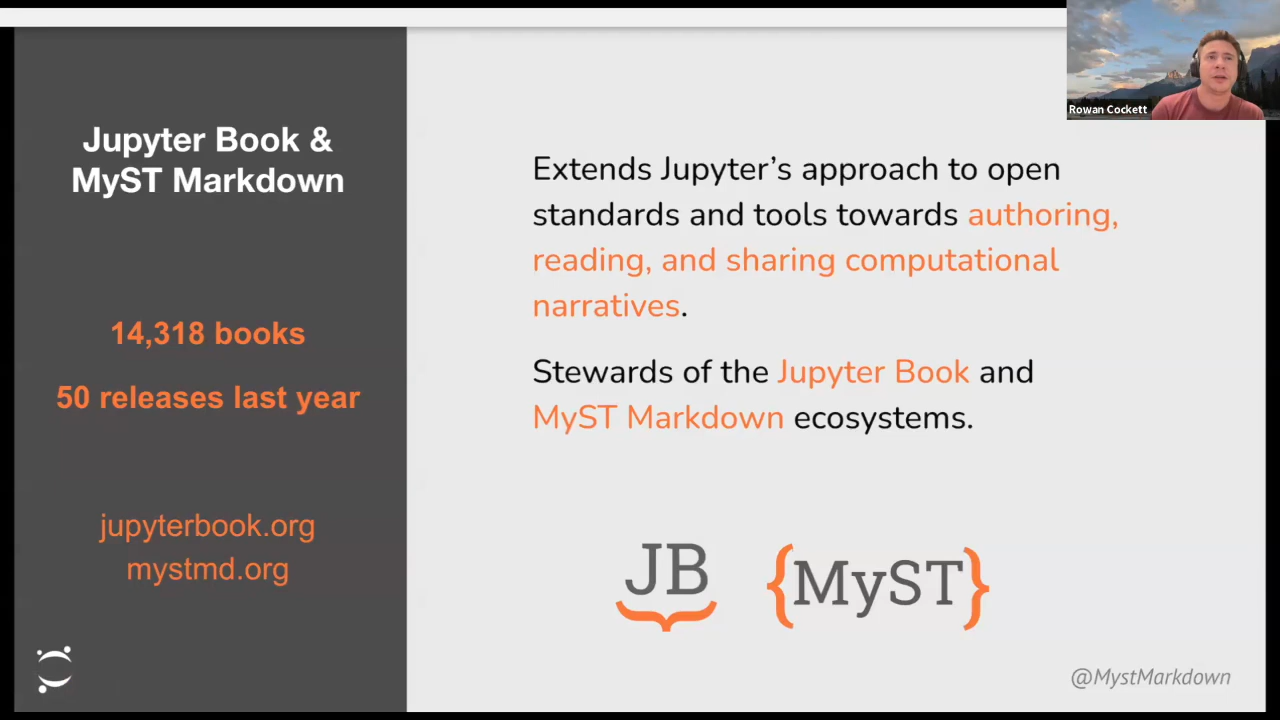 Jupyter Book &
MyST Markdown
14,318 books
50 releases last year
jupyterbook.org
mystmd.org
Extends Jupyter’s approach to open
standards and tools towards authoring,
reading, and sharing computational
narratives.
Stewards of the Jupyter Book and
MyST Markdown ecosystems.
JB
{MyST}
@MystMarkdown
Rowan Cockett